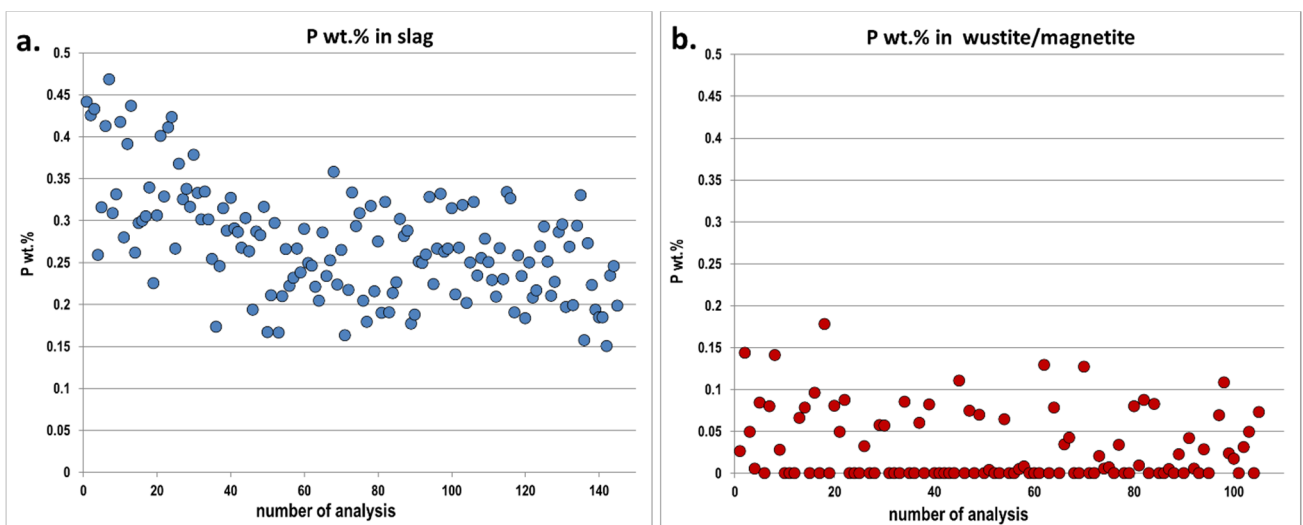 a.
P wt.% in slag
0.5
0.45
0.4
0.35
0.3
0.25
0.2
0.15
0.1
0.05
0
P wt.%
0 20 40 60 80 100 120 140
number of analysis
b.
P wt.% in wustite/magnetite
0.5
0.45
0.4
0.35
0.3
0.25
0.2
0.15
0.1
0.05
0
P wt.%
0 20 40 60 80 100
number of analysis